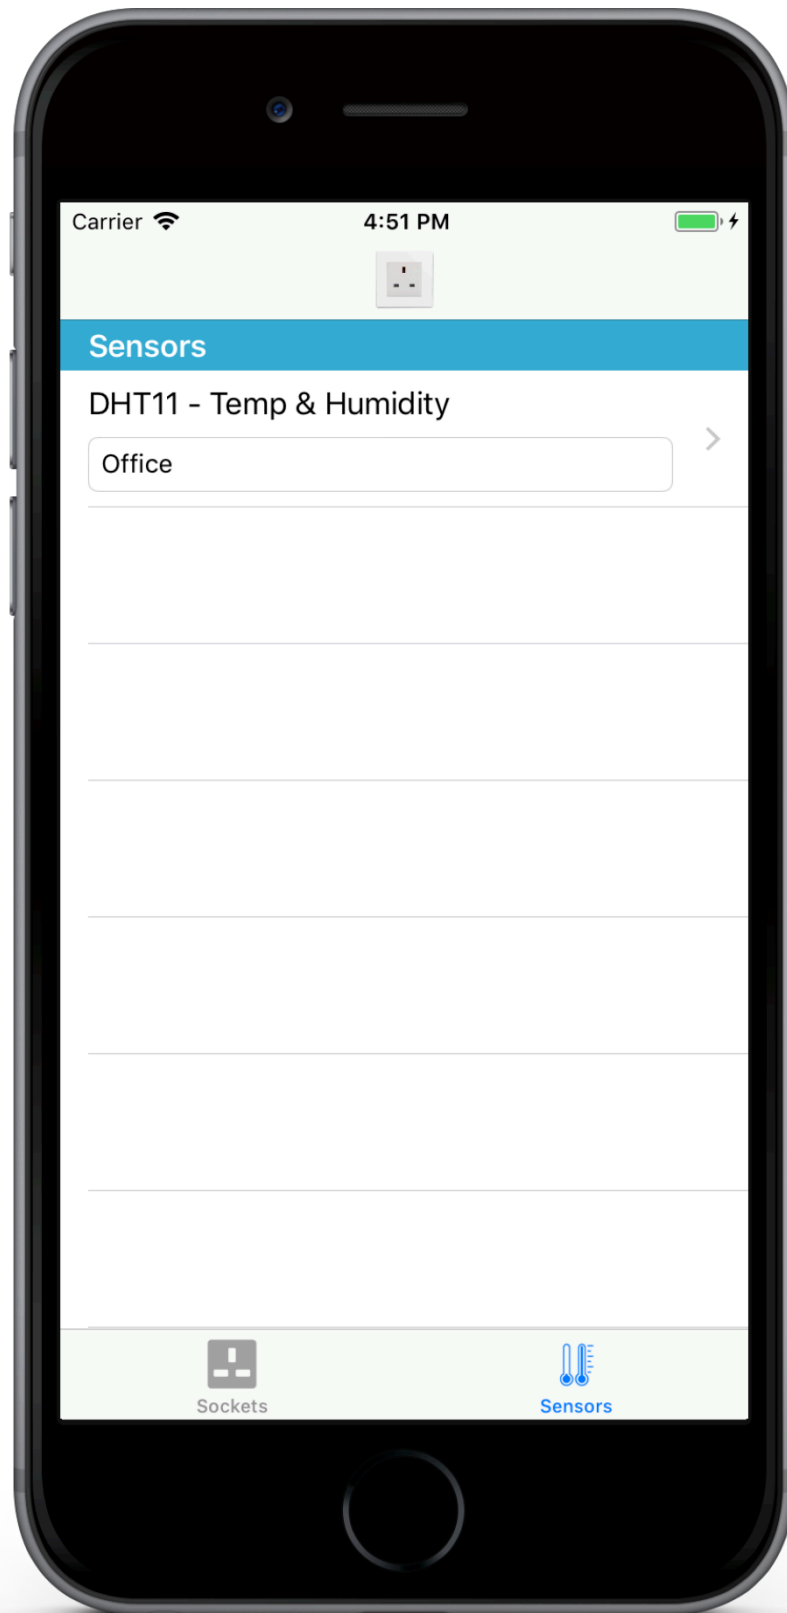 Carrier 4:51 PM
Sensors
DHT11 - Temp & Humidity
Office
Sockets Sensors